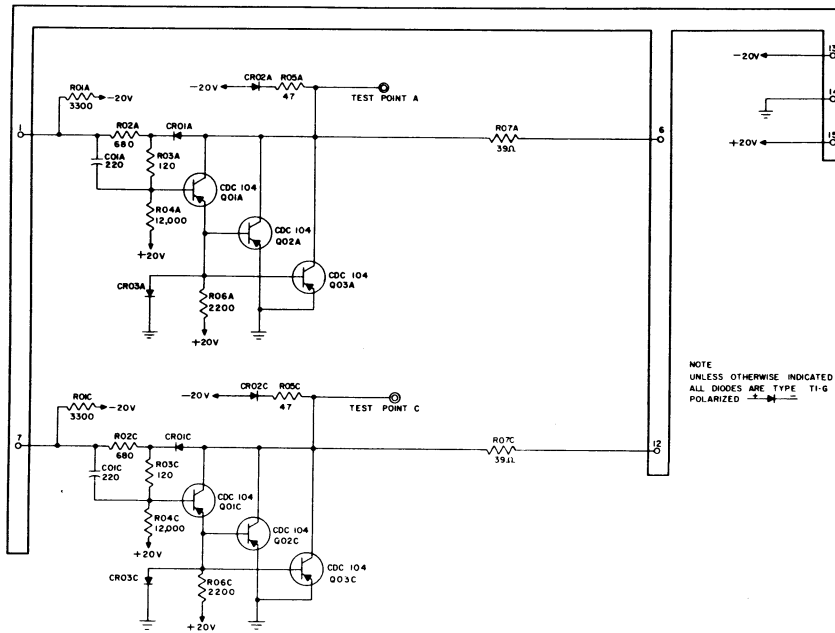 R01A
3300
-20V
1
R02A
680
C01A
220
R03A
120
CR01A
R04A
12,000
+20V
-20V
CR02A
R05A
47
TEST POINT A
CDC 104
Q01A
CDC 104
Q02A
CDC 104
Q03A
CR03A
R06A
2200
+20V
R07A
39Ω
6
-20V
13
+20V
15
R01C
3300
-20V
7
R02C
680
C01C
220
R03C
120
CR01C
R04C
12,000
+20V
-20V
CR02C
R05C
47
TEST POINT C
CDC 104
Q01C
CDC 104
Q02C
CDC 104
Q03C
CR03C
R06C
2200
+20V
R07C
39Ω
12
NOTE
UNLESS OTHERWISE INDICATED
ALL DIODES ARE TYPE TI-G
POLARIZED + -